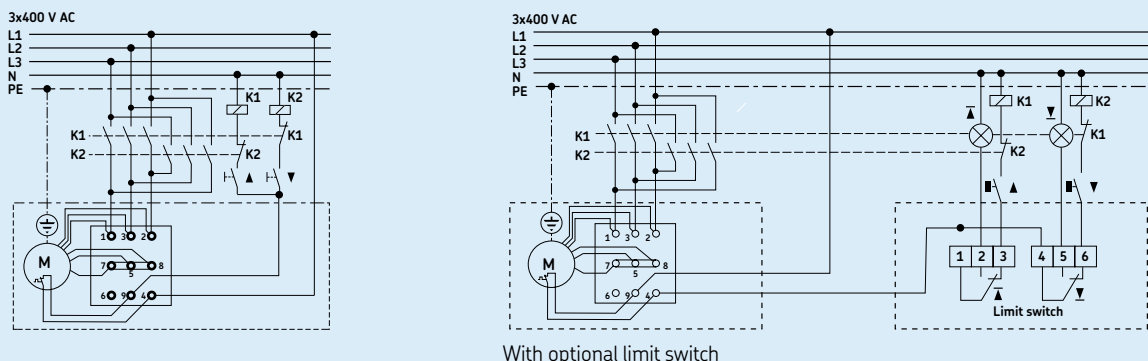 3x400 V AC
L1
L2
L3
N
PE
K1
K2
K1
K1
K2
K2
M
1 3 2
7 5 8
6 9 4
3x400 V AC
L1
L2
L3
N
PE
K1
K2
K1
K1
K2
K2
M
1 3 2
7 5 8
6 9 4
1 2 3
4 5 6
Limit switch
With optional limit switch